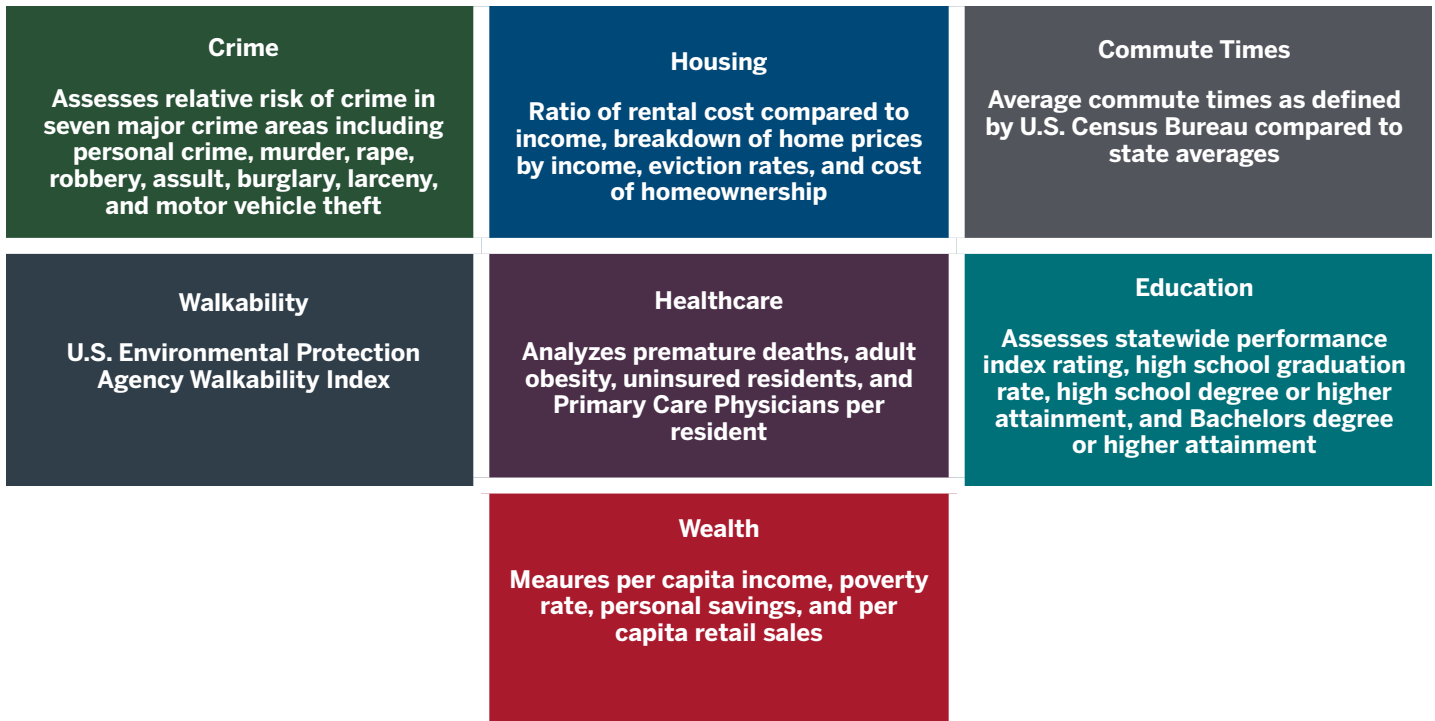 Crime
Assesses relative risk of crime in
seven major crime areas including
personal crime, murder, rape,
robbery, assult, burglary, larceny,
and motor vehicle theft
Housing
Ratio of rental cost compared to
income, breakdown of home prices
by income, eviction rates, and cost
of homeownership
Commute Times
Average commute times as defined
by U.S. Census Bureau compared to
state averages
Walkability
U.S. Environmental Protection
Agency Walkability Index
Healthcare
Analyzes premature deaths, adult
obesity, uninsured residents, and
Primary Care Physicians per
resident
Education
Assesses statewide performance
index rating, high school graduation
rate, high school degree or higher
attainment, and Bachelors degree
or higher attainment
Wealth
Meaures per capita income, poverty
rate, personal savings, and per
capita retail sales